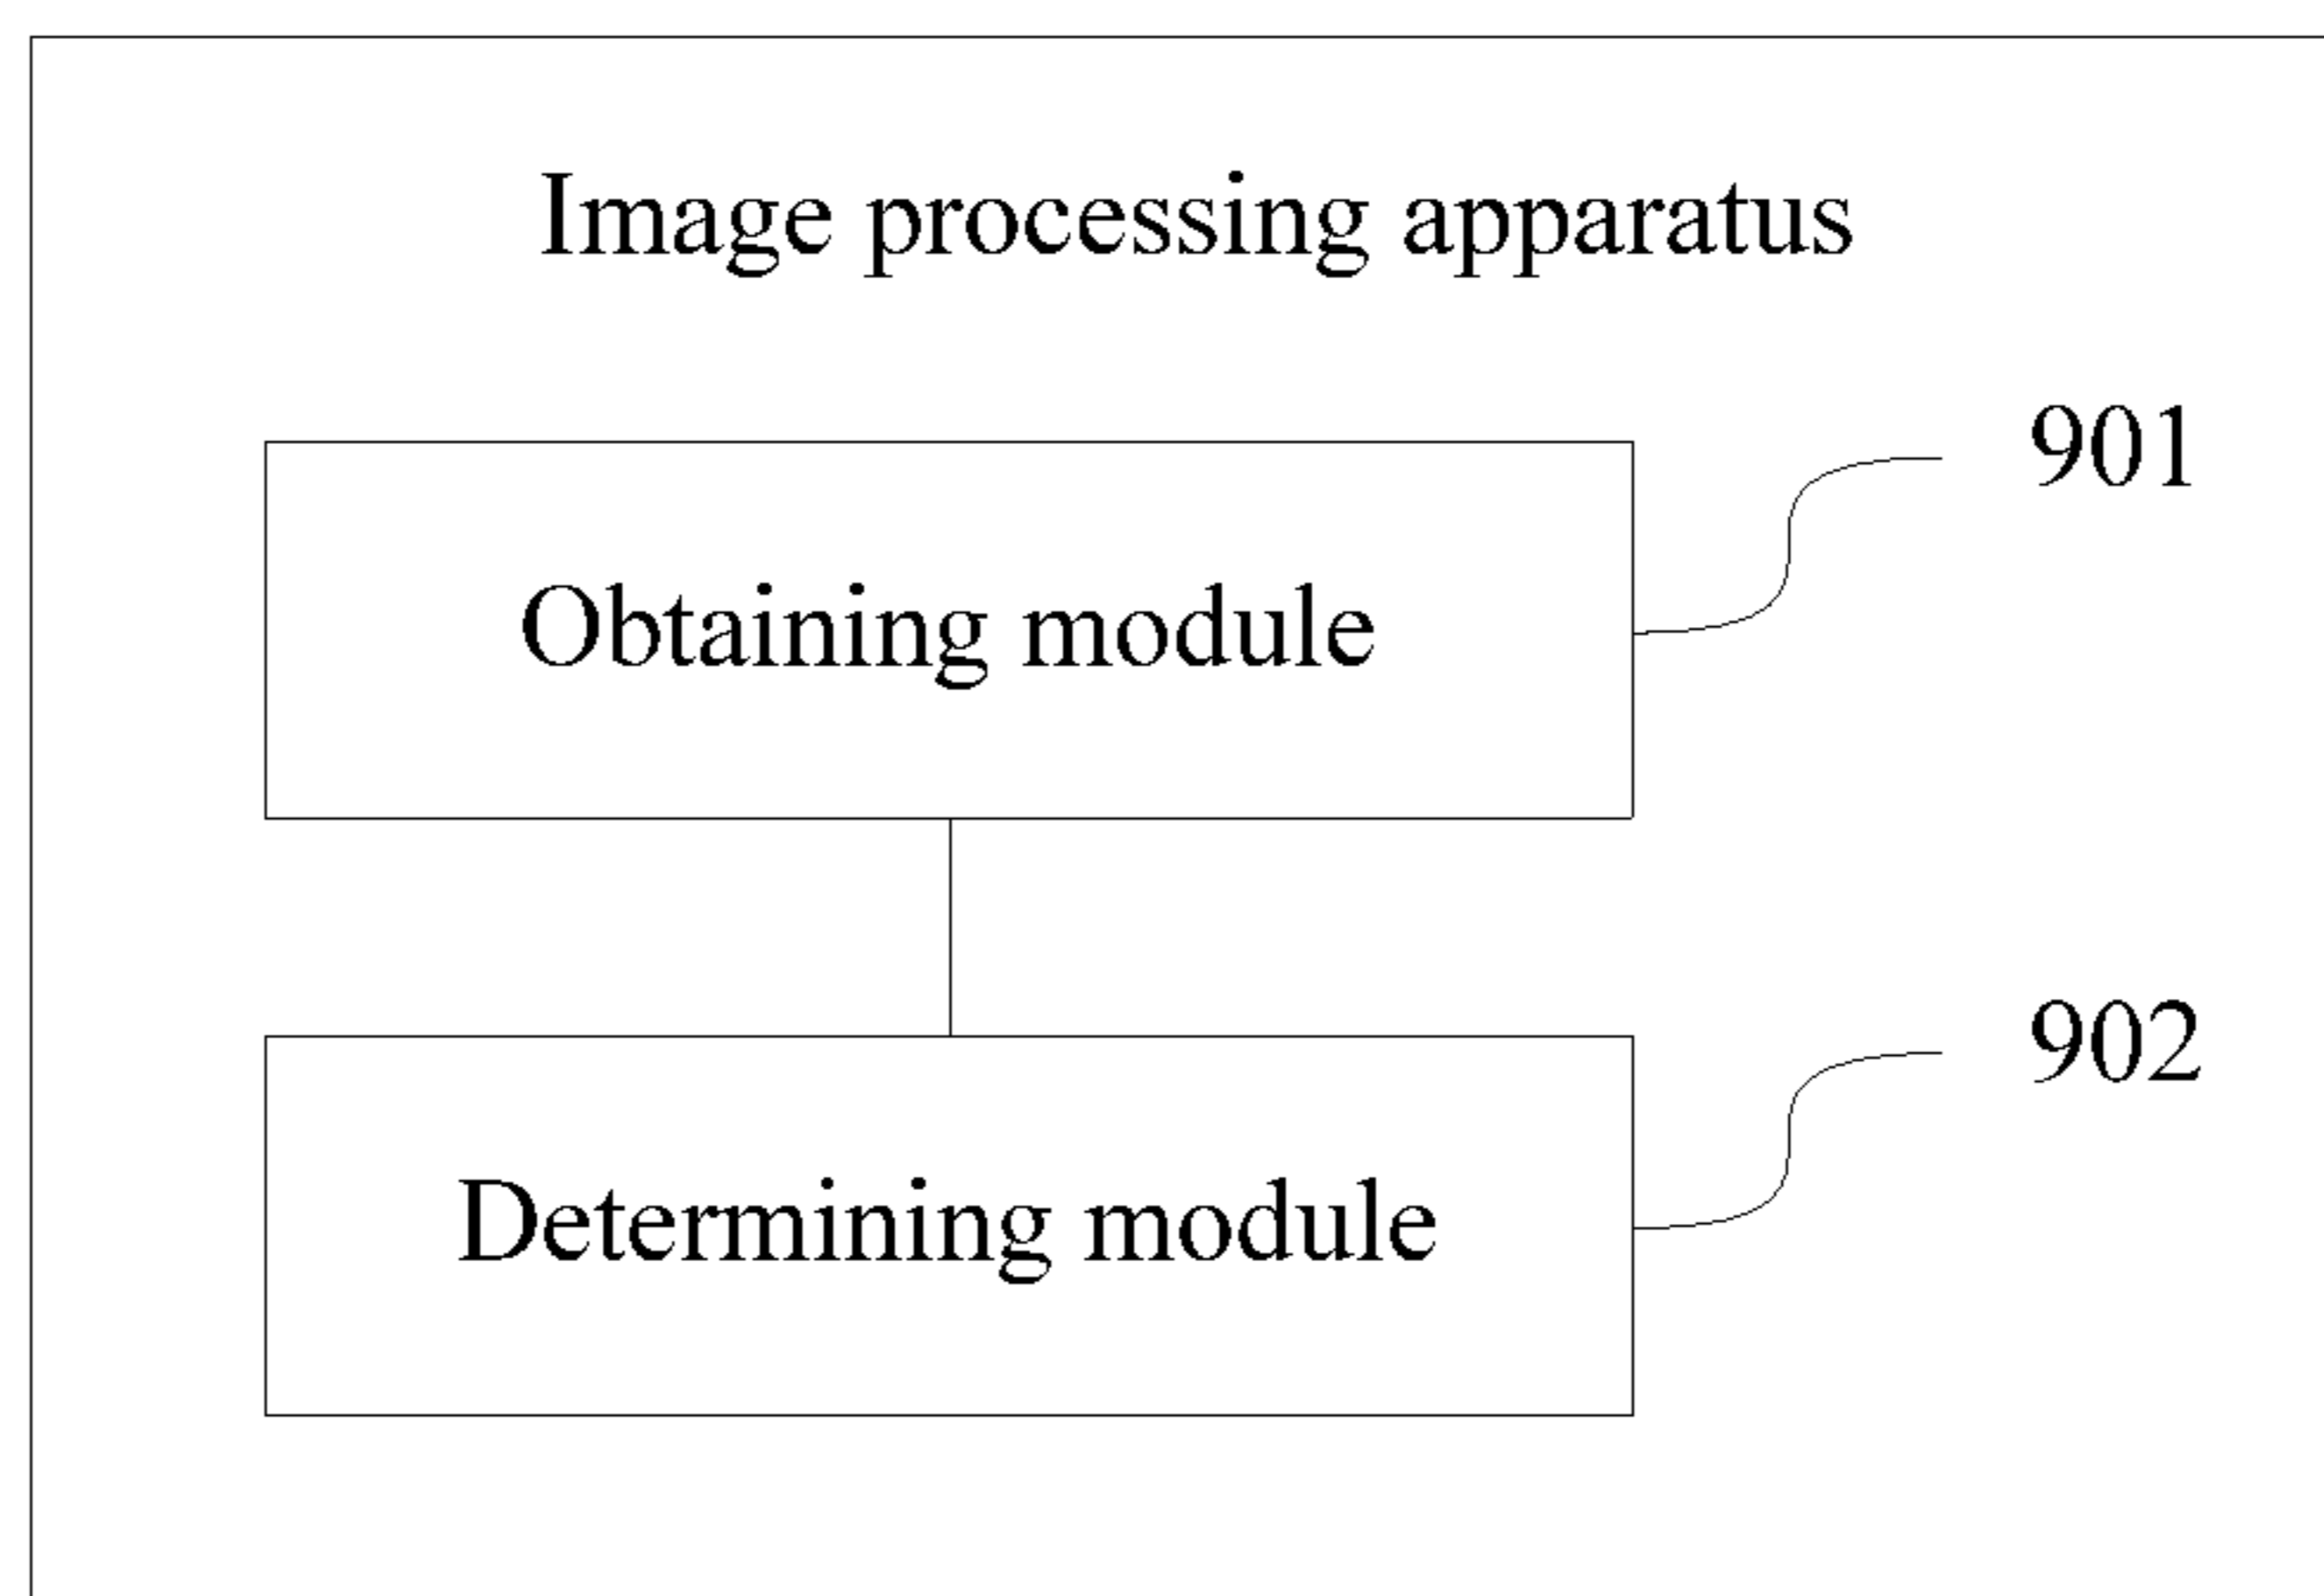 Image processing apparatus
901
Obtaining module
902
Determining module